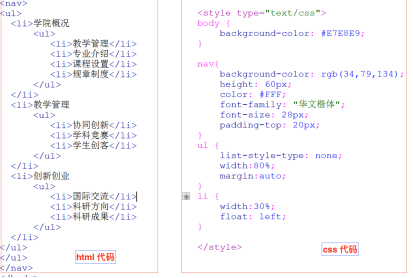 <nav>
<ul>
<li>学院概况
<ul>
<li>教学管理</li>
<li>专业介绍</li>
<li>课程设置</li>
<li>规章制度</li>
</ul>
</li>
<li>教学管理
<ul>
<li>协同创新</li>
<li>学科竞赛</li>
<li>学生创客</li>
</ul>
</li>
<li>创新创业
<ul>
<li>国际交流</li>
<li>科研方向</li>
<li>科研成果</li>
</ul>
</li>
</ul>
</ul>
</nav>
html 代码
<style type="text/css">
body {
background-color: #E7E8E9;
}
nav{
background-color: rgb(34,79,134);
height: 60px;
color: #FFF;
font-family: "华文楷体";
font-size: 28px;
padding-top: 20px;
}
ul {
list-style-type: none;
width:80%;
margin:auto;
}
li {
width:30%;
float: left;
}
</style>
css 代码